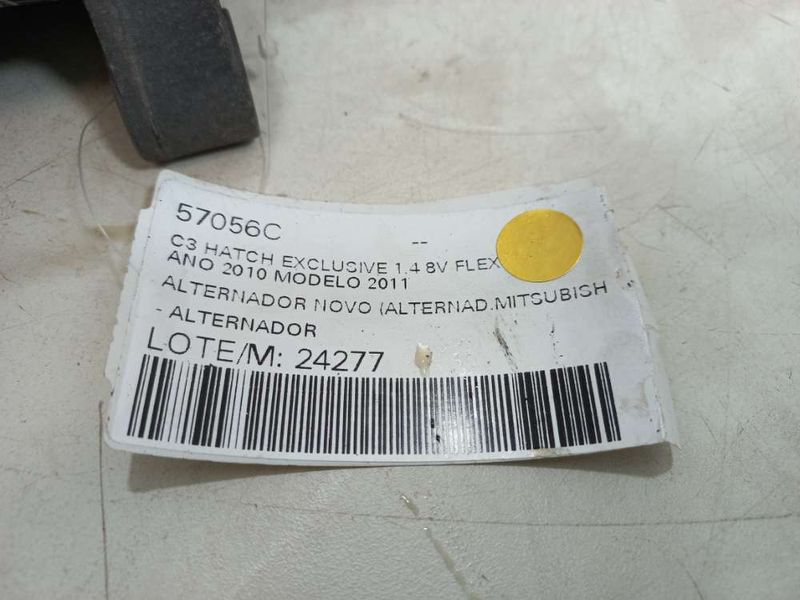 57056C
--
C3 HATCH EXCLUSIVE 1.4 8V FLEX
ANO 2010 MODELO 2011
ALTERNADOR NOVO (ALTERNAD.MITSUBISH
- ALTERNADOR
LOTE/M: 24277